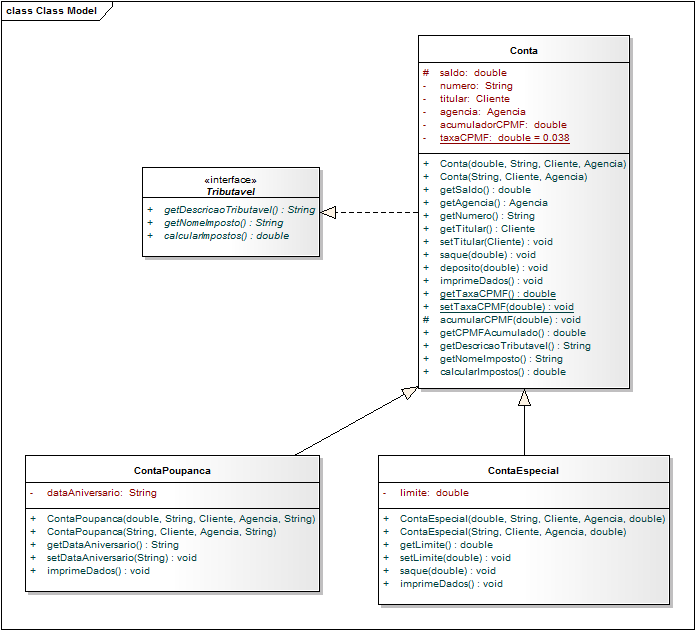 class Class Model
Conta
# saldo: double
- numero: String
- titular: Cliente
- agencia: Agencia
- acumuladorCPMF: double
- taxaCPMF: double = 0.038
+ Conta(double, String, Cliente, Agencia)
+ Conta(String, Cliente, Agencia)
+ getSaldo() : double
+ getAgencia() : Agencia
+ getNumero() : String
+ getTitular() : Cliente
+ setTitular(Cliente) : void
+ saque(double) : void
+ deposito(double) : void
+ imprimeDados() : void
+ getTaxaCPMF() : double
+ setTaxaCPMF(double) : void
# acumularCPMF(double) : void
+ getCPMFAcumulado() : double
+ getDescricaoTributavel() : String
+ getNomeImposto() : String
+ calcularImpostos() : double
«interface»
Tributavel
+ getDescricaoTributavel() : String
+ getNomeImposto() : String
+ calcularImpostos() : double
ContaPoupanca
- dataAniversario: String
+ ContaPoupanca(double, String, Cliente, Agencia, String)
+ ContaPoupanca(String, Cliente, Agencia, String)
+ getDataAniversario() : String
+ setDataAniversario(String) : void
+ imprimeDados() : void
ContaEspecial
- limite: double
+ ContaEspecial(double, String, Cliente, Agencia, double)
+ ContaEspecial(String, Cliente, Agencia, double)
+ getLimite() : double
+ setLimite(double) : void
+ saque(double) : void
+ imprimeDados() : void